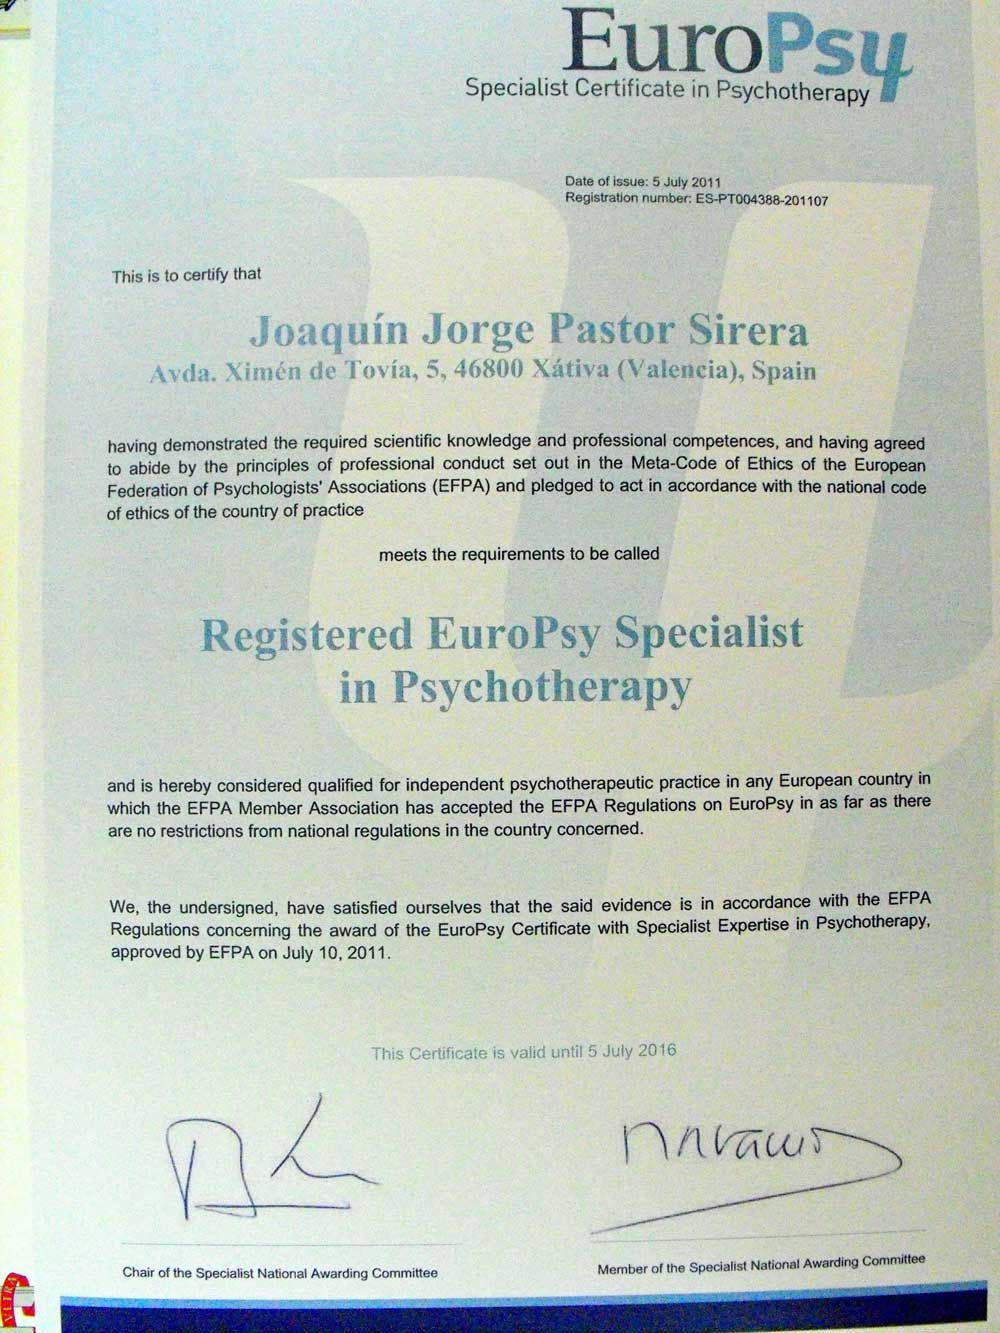 EuroPsy
Specialist Certificate in Psychotherapy
Date of issue: 5 July 2011
Registration number: ES-PT004388-201107
This is to certify that
Joaquín Jorge Pastor Sirera
Avda. Ximén de Tovía, 5, 46800 Xátiva (Valencia), Spain
having demonstrated the required scientific knowledge and professional competences, and having agreed
to abide by the principles of professional conduct set out in the Meta-Code of Ethics of the European
Federation of Psychologists' Associations (EFPA) and pledged to act in accordance with the national code
of ethics of the country of practice
meets the requirements to be called
Registered EuroPsy Specialist
in Psychotherapy
and is hereby considered qualified for independent psychotherapeutic practice in any European country in
which the EFPA Member Association has accepted the EFPA Regulations on EuroPsy in as far as there
are no restrictions from national regulations in the country concerned.
We, the undersigned, have satisfied ourselves that the said evidence is in accordance with the EFPA
Regulations concerning the award of the EuroPsy Certificate with Specialist Expertise in Psychotherapy,
approved by EFPA on July 10, 2011.
This Certificate is valid until 5 July 2016
Chair of the Specialist National Awarding Committee
Member of the Specialist National Awarding Committee